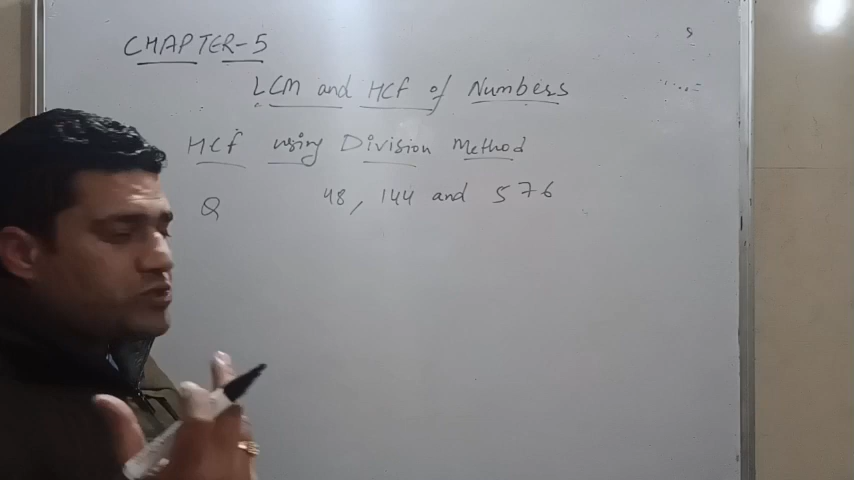 CHAPTER-5
LCM and HCF of Numbers
HCF using Division Method
Q 48, 144 and 576